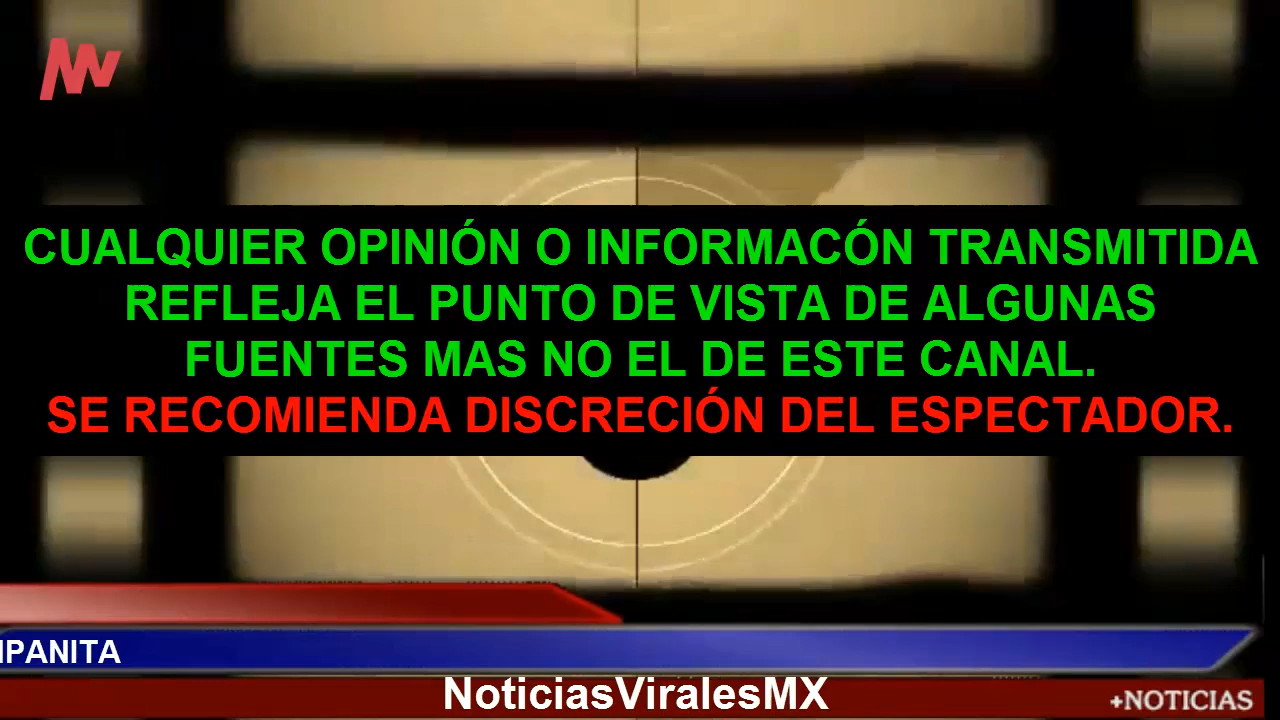 CUALQUIER OPINIÓN O INFORMACÓN TRANSMITIDA
REFLEJA EL PUNTO DE VISTA DE ALGUNAS
FUENTES MAS NO EL DE ESTE CANAL.
SE RECOMIENDA DISCRECIÓN DEL ESPECTADOR.
MPANITA
NoticiasViralesMX
+NOTICIAS